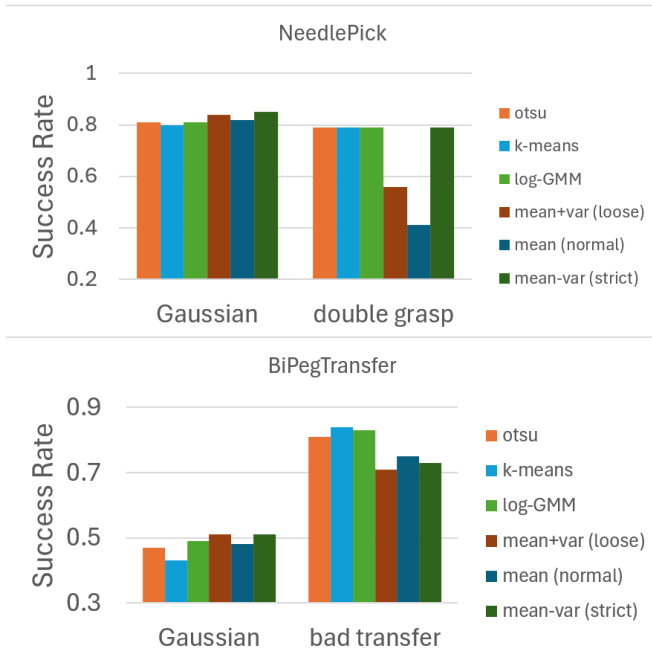 NeedlePick
Success Rate
1
0.8
0.6
0.4
0.2
Gaussian
double grasp
otsu
k-means
log-GMM
mean+var (loose)
mean (normal)
mean-var (strict)
BiPegTransfer
Success Rate
0.9
0.7
0.5
0.3
Gaussian
bad transfer
otsu
k-means
log-GMM
mean+var (loose)
mean (normal)
mean-var (strict)